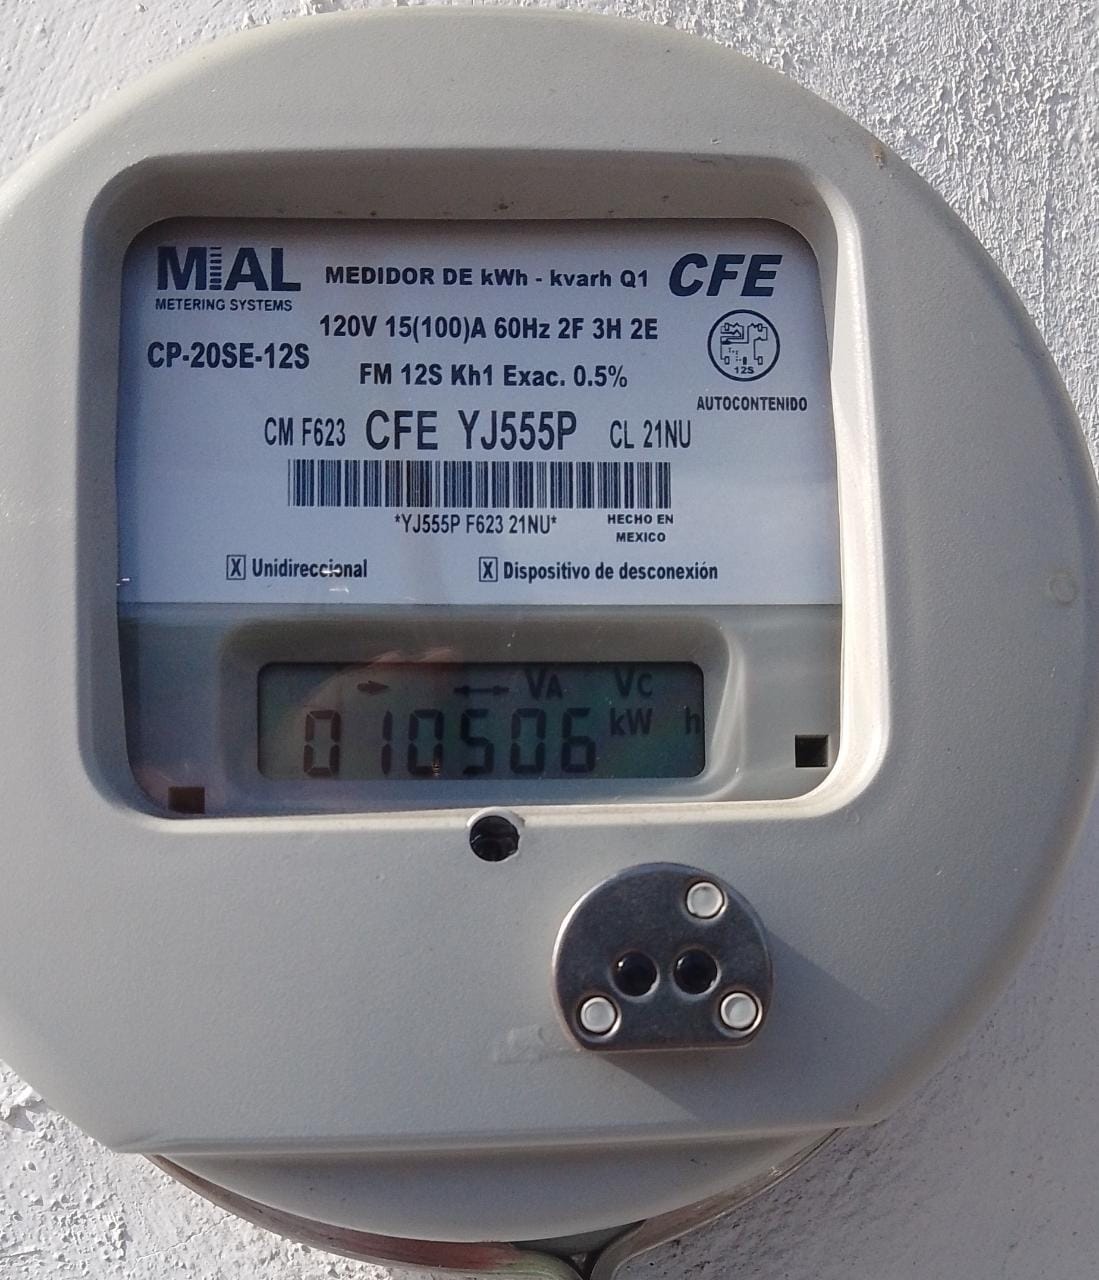 MIAL
METERING SYSTEMS
MEDIDOR DE kWh - kvarh Q1
CFE
120V 15(100)A 60Hz 2F 3H 2E
CP-20SE-12S
FM 12S Kh1 Exac. 0.5%
12S
AUTOCONTENIDO
CM F623 CFE YJ555P CL 21NU
*YJ555P F623 21NU*
HECHO EN
MEXICO
X Unidireccional
X Dispositivo de desconexión
VA VC
010506 kW h